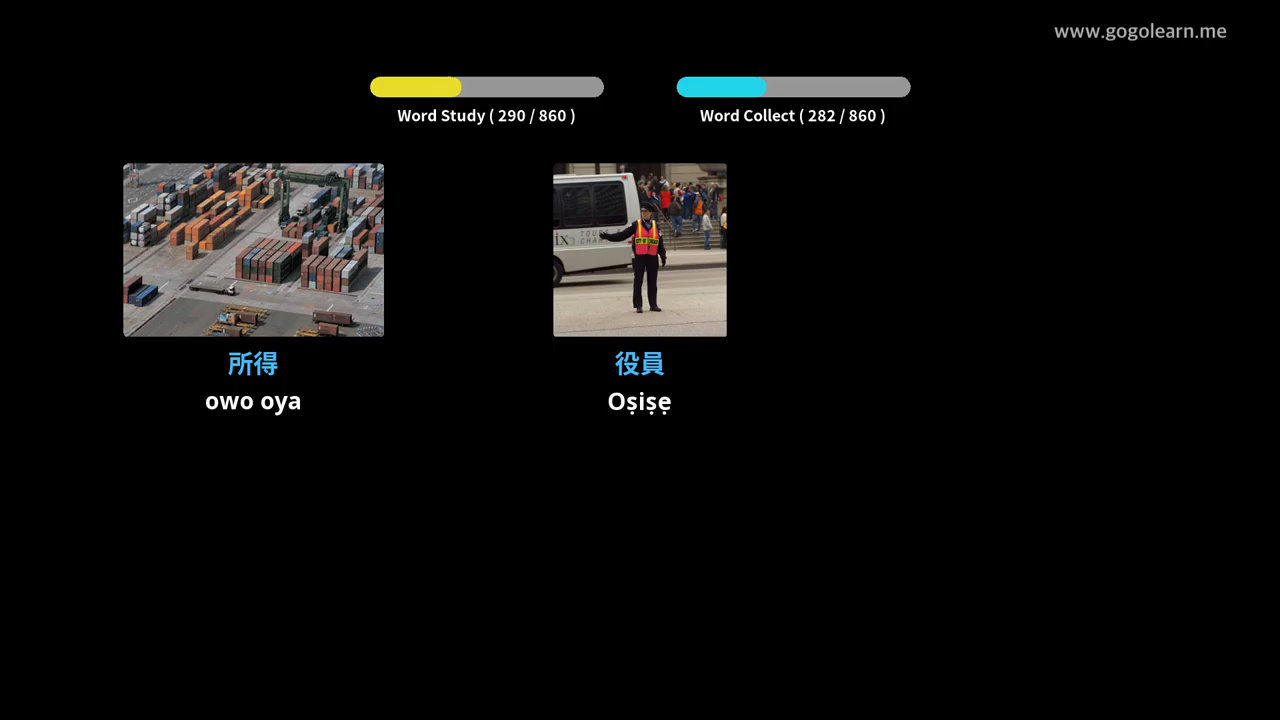 www.gogolearn.me
Word Study ( 290 / 860 )
Word Collect ( 282 / 860 )
所得
役員
owo oya
Oṣiṣẹ